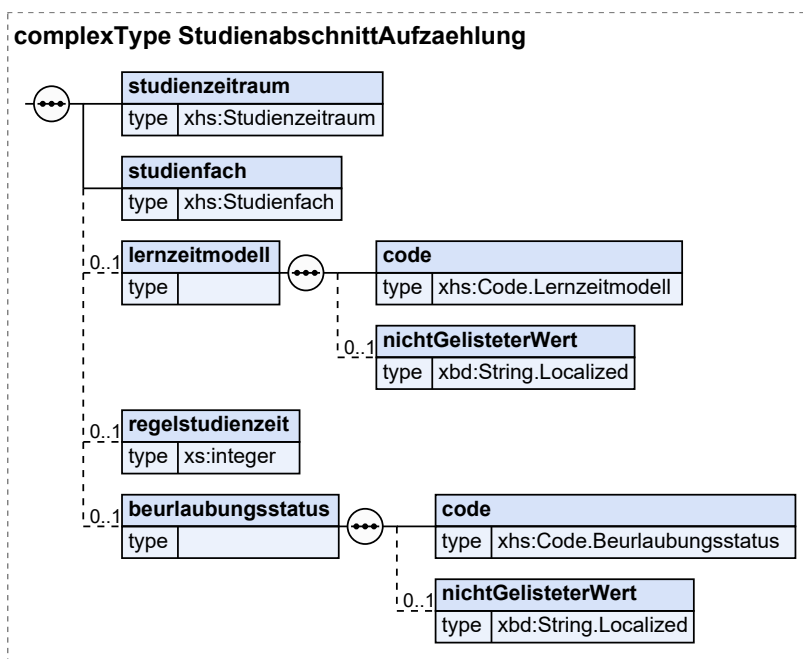 complexType StudienabschnittAufzaehlung
studienzeitraum
type xhs:Studienzeitraum
studienfach
type xhs:Studienfach
0..1 lernzeitmodell
type
code
type xhs:Code.Lernzeitmodell
0..1 nichtGelisteterWert
type xbd:String.Localized
0..1 regelstudienzeit
type xs:integer
0..1 beurlaubungsstatus
type
code
type xhs:Code.Beurlaubungsstatus
0..1 nichtGelisteterWert
type xbd:String.Localized